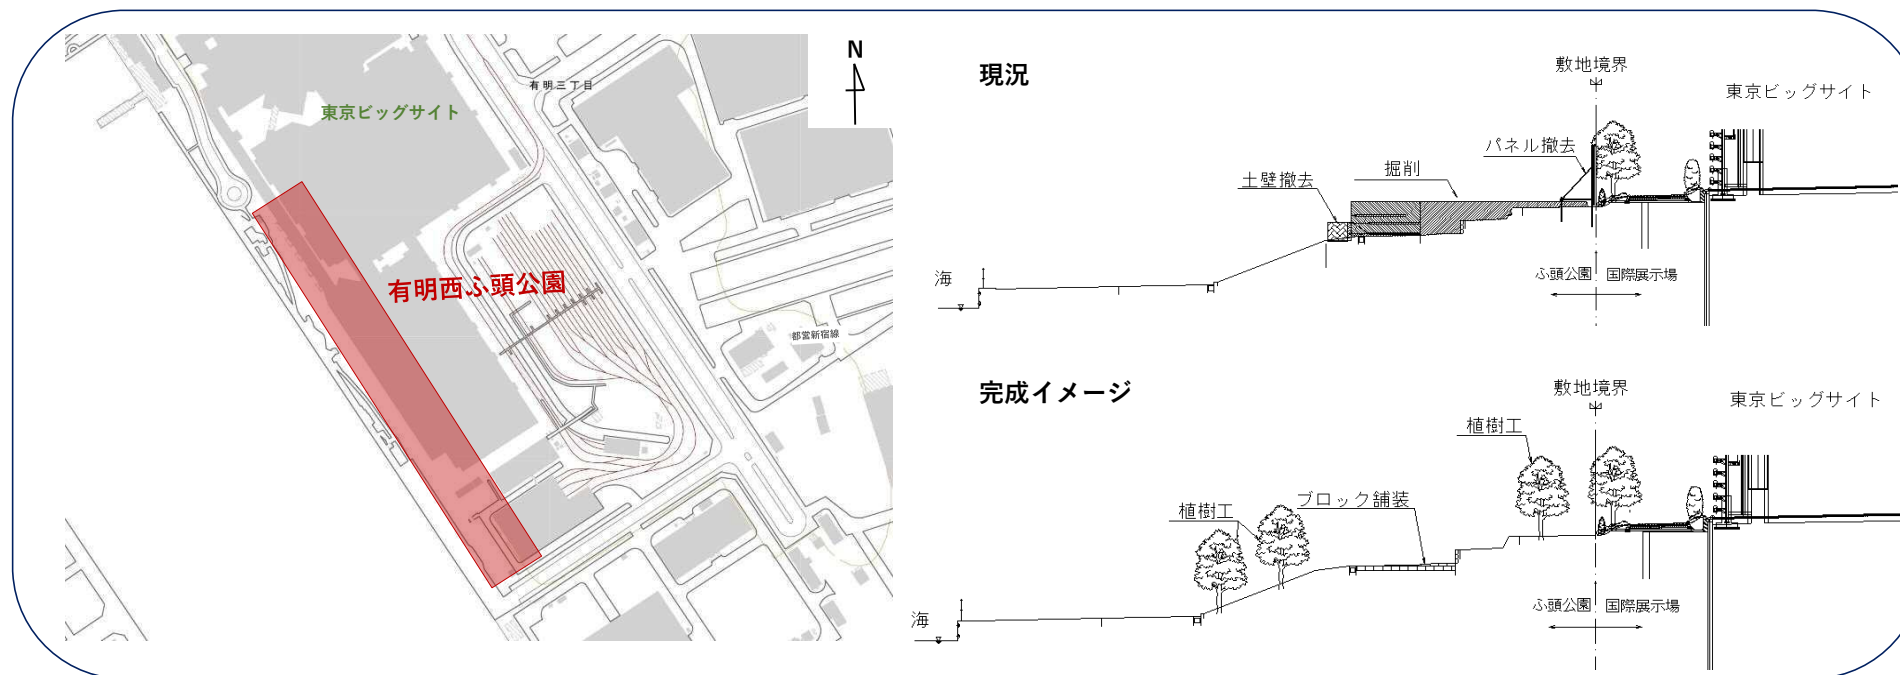 有明三丁目
東京ビッグサイト
N
有明西ふ頭公園
都営新宿線
現況
敷地境界
東京ビッグサイト
パネル撤去
掘削
土壁撤去
海
ふ頭公園 国際展示場
完成イメージ
敷地境界
東京ビッグサイト
植樹工
ブロック舗装
植樹工
海
ふ頭公園 国際展示場